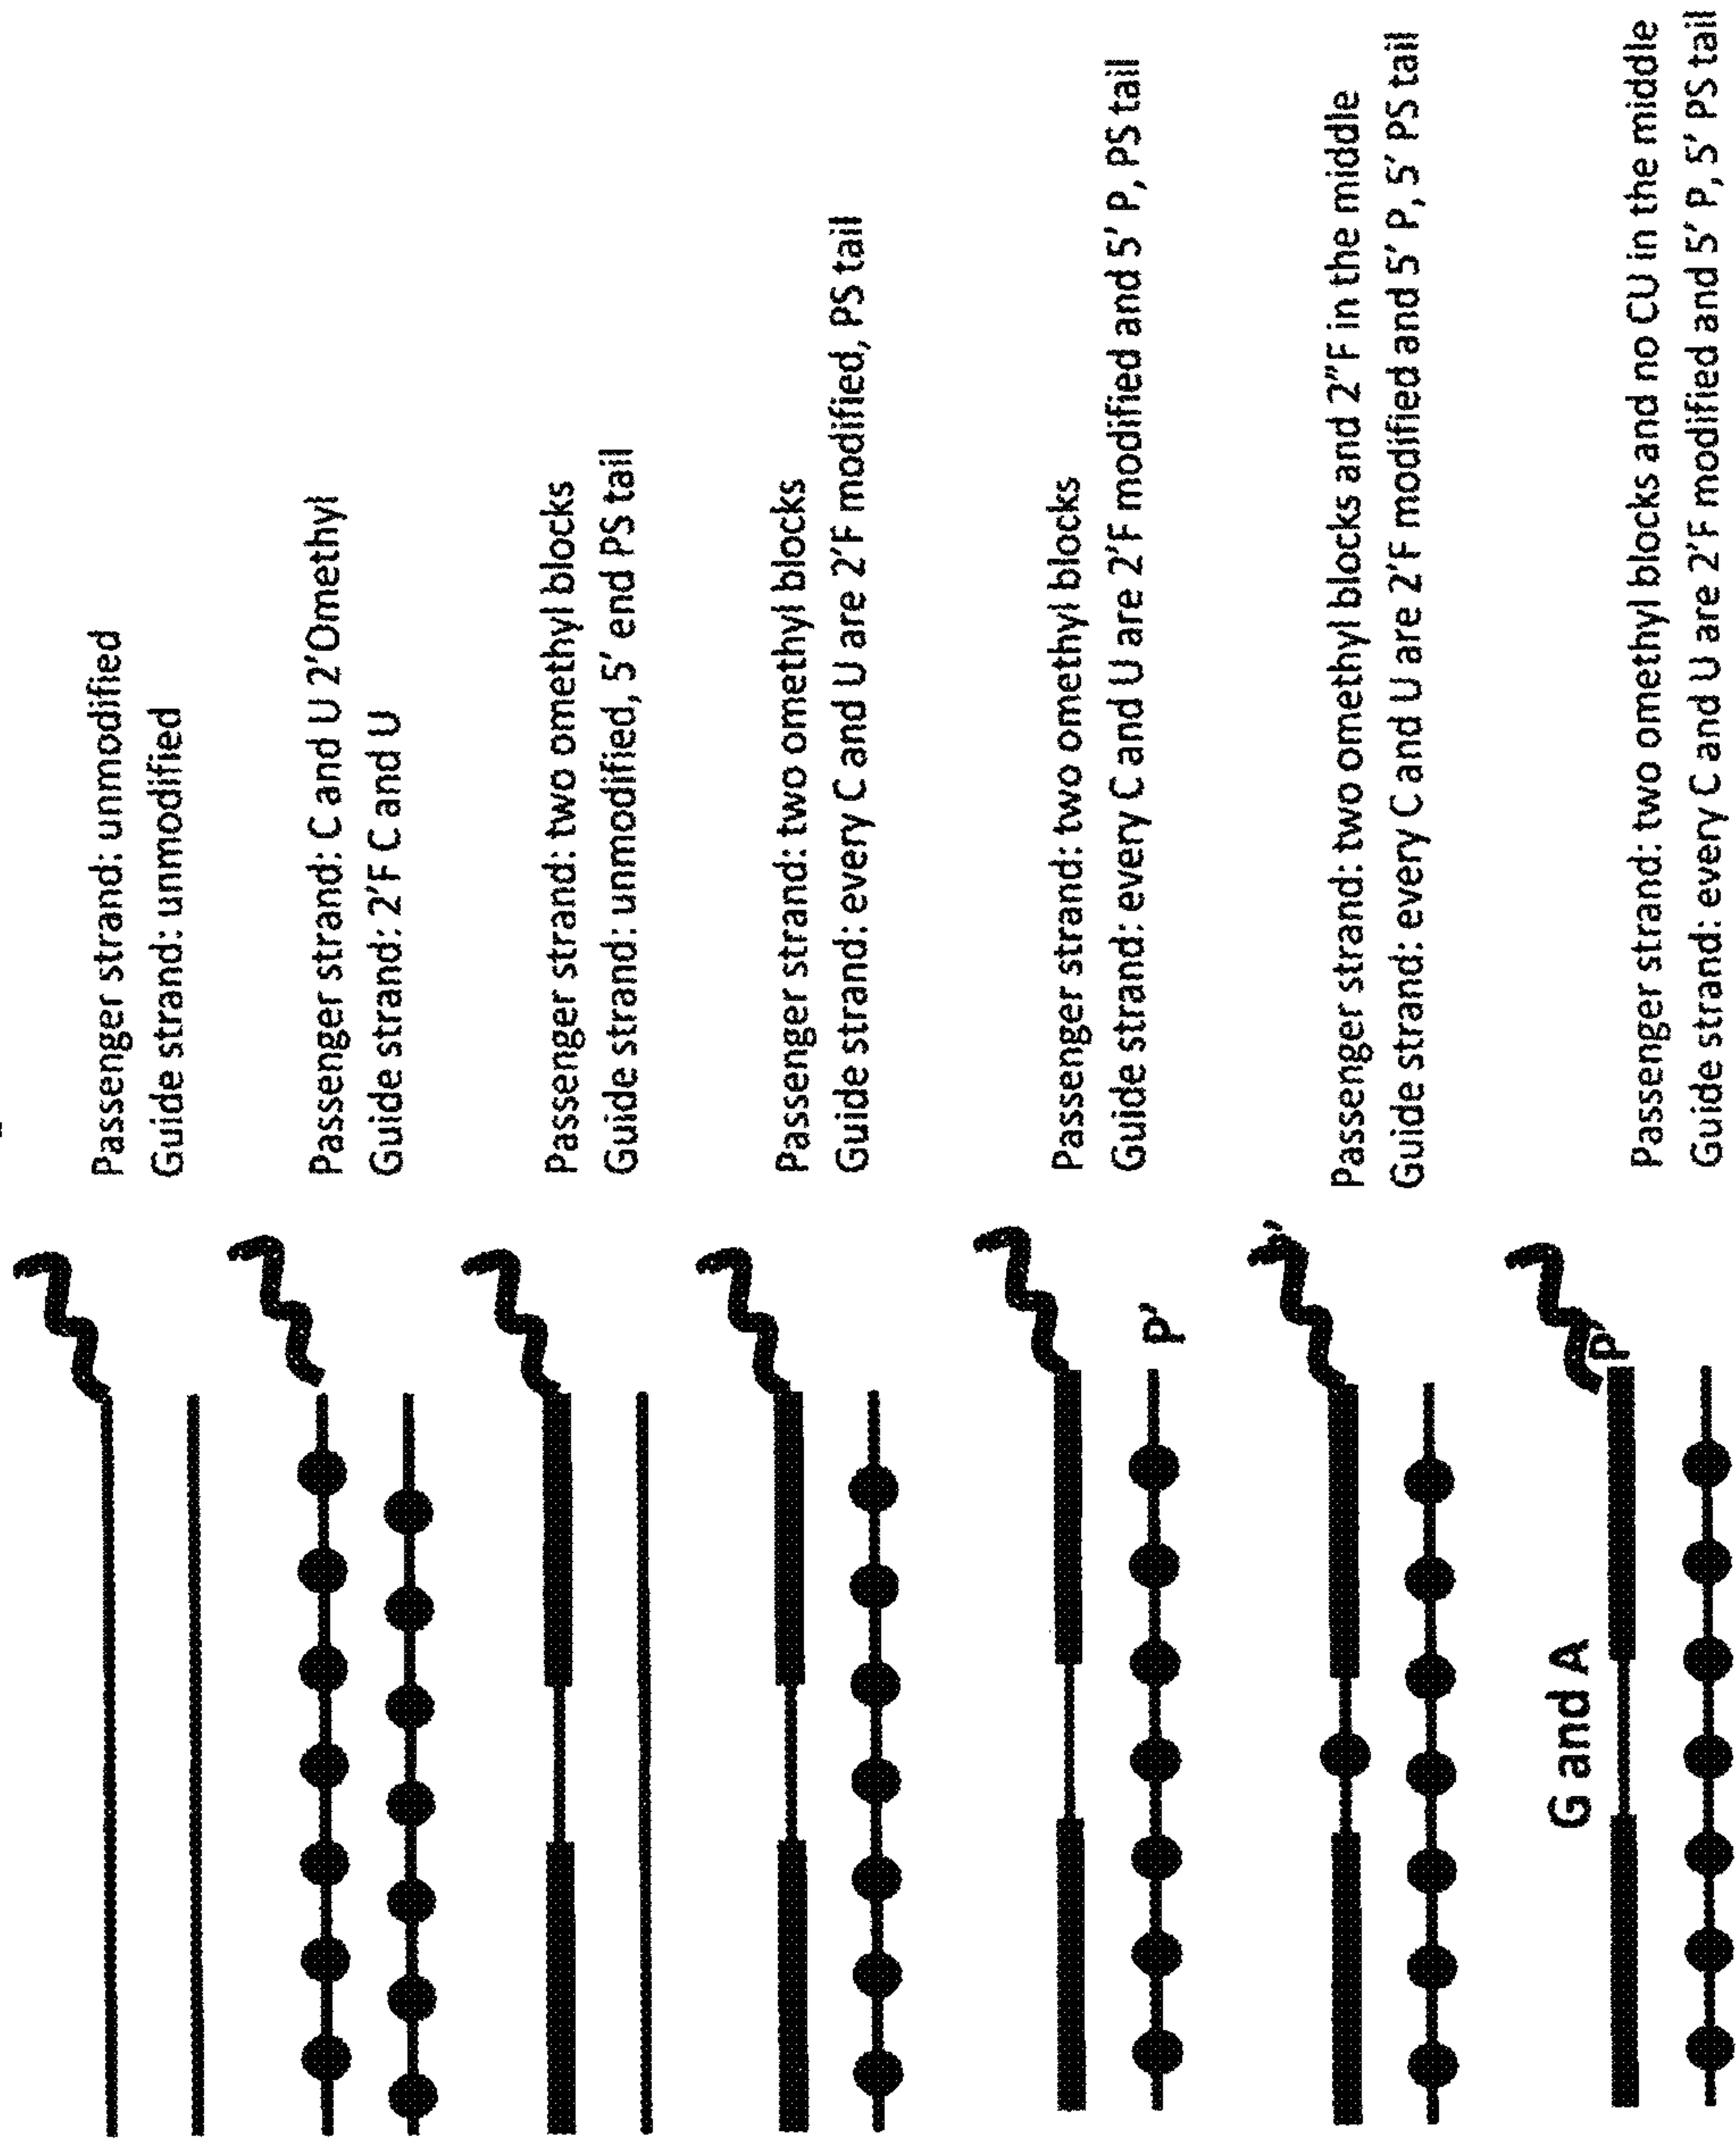 Passenger strand: unmodified
Guide strand: unmodified
Passenger strand: C and U 2'Omethyl
Guide strand: 2'F C and U
Passenger strand: two omethyl blocks
Guide strand: unmodified, 5' end PS tail
Passenger strand: two omethyl blocks
Guide strand: every C and U are 2'F modified, PS tail
P'
Passenger strand: two omethyl blocks
Guide strand: every C and U are 2'F modified and 5' P, PS tail
Passenger strand: two omethyl blocks and 2"F in the middle
Guide strand: every C and U are 2'F modified and 5' P, 5' PS tail
G and A
P'
Passenger strand: two omethyl blocks and no CU in the middle
Guide strand: every C and U are 2'F modified and 5' P, 5' PS tail